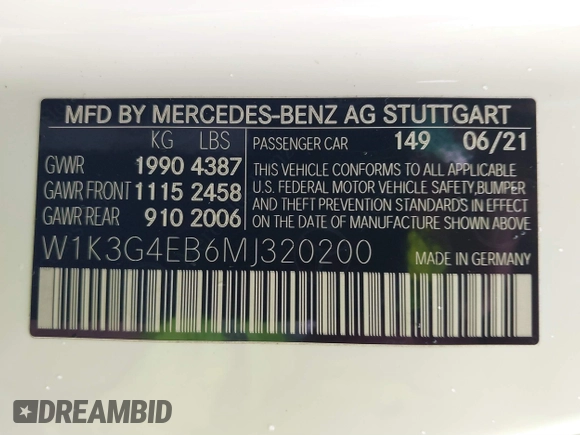 MFD BY MERCEDES-BENZ AG STUTTGART
KG LBS
GVWR 1990 4387
GAWR FRONT 1115 2458
GAWR REAR 910 2006
PASSENGER CAR 149 06/21
THIS VEHICLE CONFORMS TO ALL APPLICABLE
U.S. FEDERAL MOTOR VEHICLE SAFETY, BUMPER
AND THEFT PREVENTION STANDARDS IN EFFECT
ON THE DATE OF MANUFACTURE SHOWN ABOVE.
W1K3G4EB6MJ320200
MADE IN GERMANY
DREAMBID